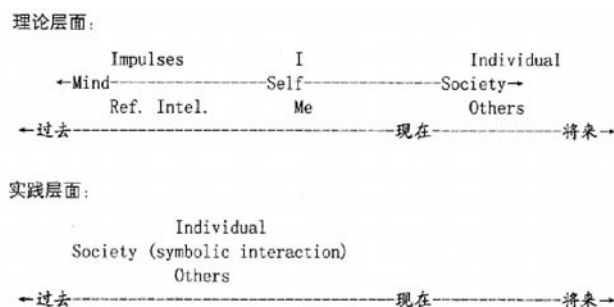 理论层面:
Impulses I Individual
←Mind--------------------Self------------------Society→
Ref. Intel. Me Others
←过去------------------------------------------现在-------------将来→
实践层面:
Individual
Society (symbolic interaction)
Others
←过去------------------------------------------现在-------------将来→